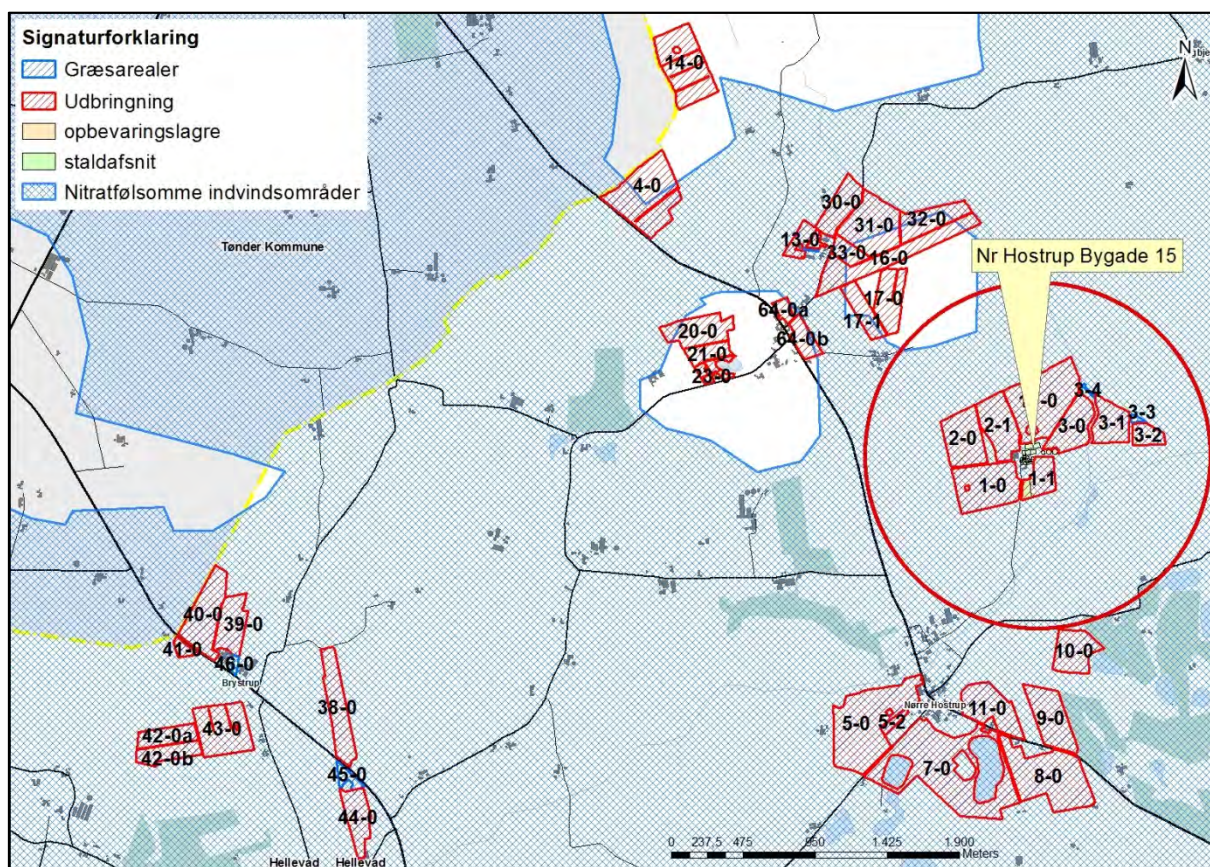 Signaturforklaring
Græsarealer
Udbringning
opbevaringslagre
staldafsnit
Nitratfølsomme indvindsområder
N
14-0
4-0
30-0
31-0
32-0
13-0
33-0
16-0
Tønder Kommune
Nr Hostrup Bygade 15
17-0
17-1
64-0a
64-0b
20-0
21-0
23-0
3-4
3-3
2-0
2-1
3-0
3-1
3-2
1-0
1-1
40-0
39-0
41-0
46-0
Brystrup
10-0
38-0
Nørre Hostrup
5-0
5-2
11-0
9-0
42-0a
43-0
42-0b
7-0
8-0
45-0
44-0
0 237,5 475 950 1.425 1.900
Meters
Hellevad Hellevad